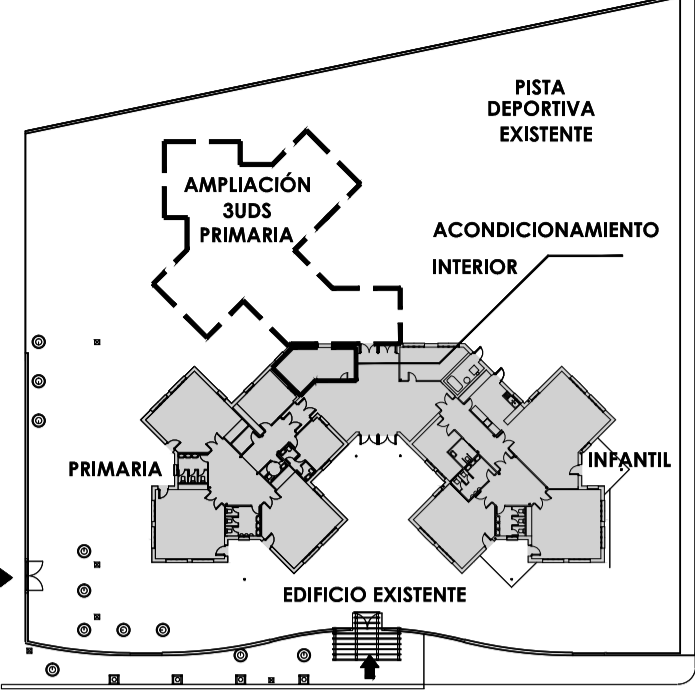 PISTA
DEPORTIVA
EXISTENTE
AMPLIACIÓN
3UDS
PRIMARIA
ACONDICIONAMIENTO
INTERIOR
PRIMARIA
INFANTIL
EDIFICIO EXISTENTE